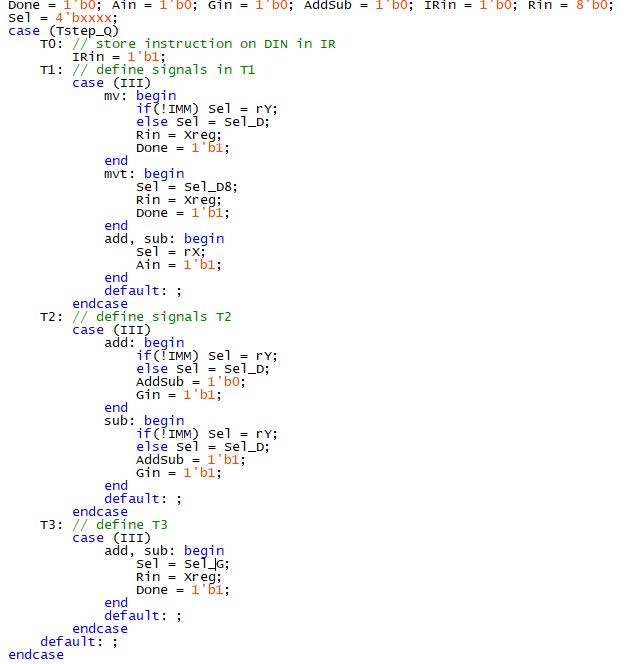 Done = 1'b0; Ain = 1'b0; Gin = 1'b0; AddSub = 1'b0; IRin = 1'b0; Rin = 8'b0;
Sel = 4'bxxxx;
case (Tstep_Q)
    T0: // store instruction on DIN in IR
        IRin = 1'b1;
    T1: // define signals in T1
        case (III)
            mv: begin
                if(!IMM) Sel = rY;
                else Sel = Sel_D;
                Rin = Xreg;
                Done = 1'b1;
            end
            mvt: begin
                Sel = Sel_D8;
                Rin = Xreg;
                Done = 1'b1;
            end
            add, sub: begin
                Sel = rX;
                Ain = 1'b1;
            end
            default: ;
        endcase
    T2: // define signals T2
        case (III)
            add: begin
                if(!IMM) Sel = rY;
                else Sel = Sel_D;
                AddSub = 1'b0;
                Gin = 1'b1;
            end
            sub: begin
                if(!IMM) Sel = rY;
                else Sel = Sel_D;
                AddSub = 1'b1;
                Gin = 1'b1;
            end
            default: ;
        endcase
    T3: // define T3
        case (III)
            add, sub: begin
                Sel = Sel_G;
                Rin = Xreg;
                Done = 1'b1;
            end
            default: ;
        endcase
    default: ;
endcase